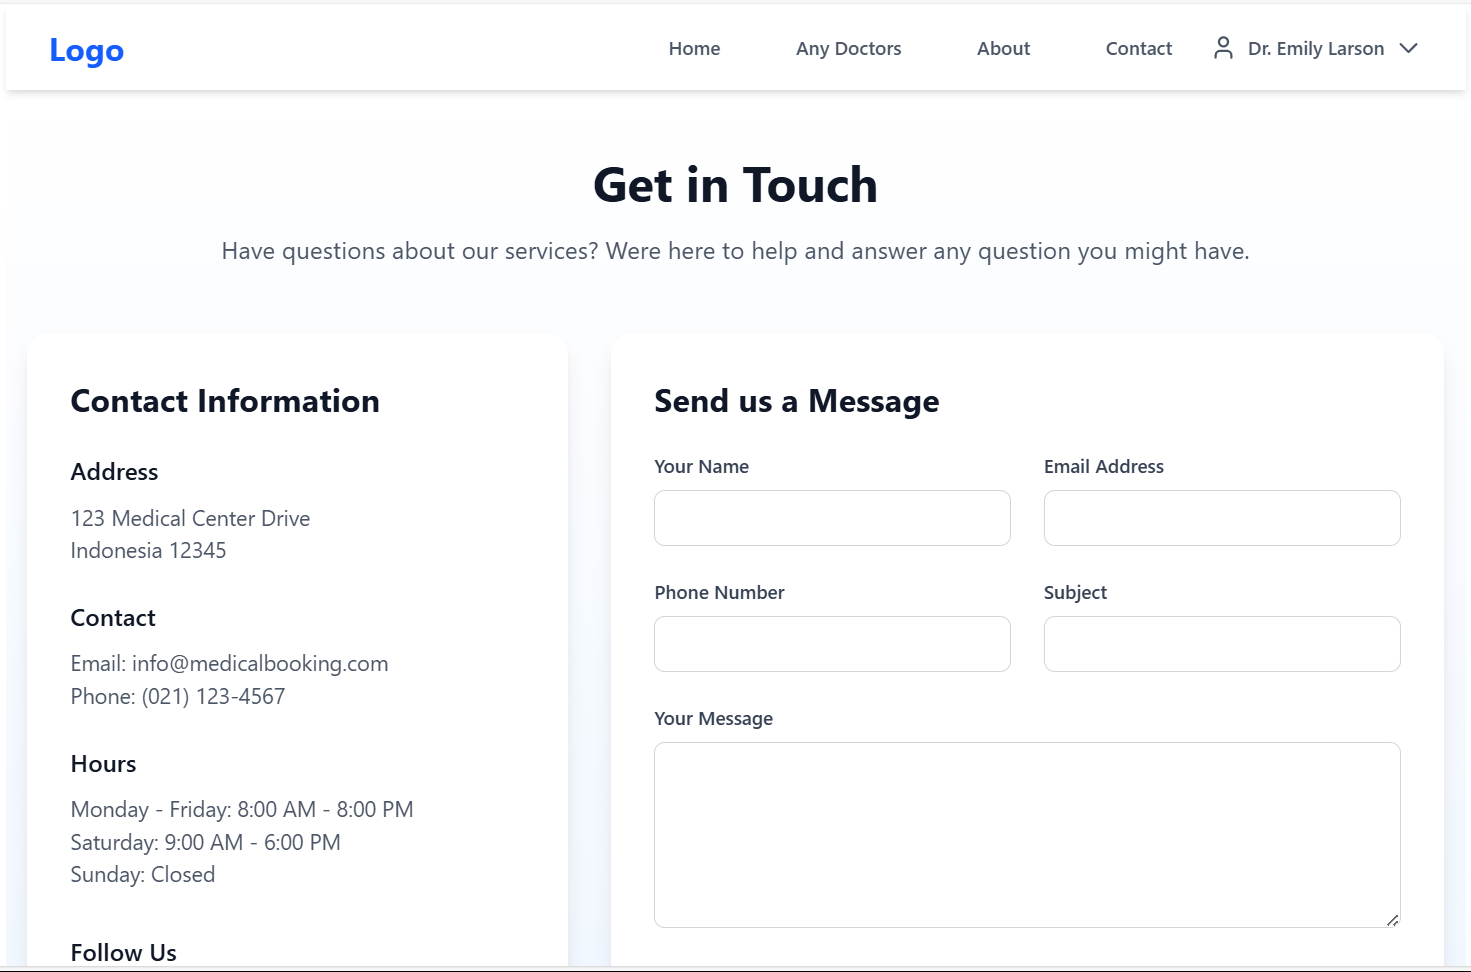 Logo
Home
Any Doctors
About
Contact
Dr. Emily Larson
Get in Touch
Have questions about our services? Were here to help and answer any question you might have.
Contact Information
Address
123 Medical Center Drive
Indonesia 12345
Contact
Email: info@medicalbooking.com
Phone: (021) 123-4567
Hours
Monday - Friday: 8:00 AM - 8:00 PM
Saturday: 9:00 AM - 6:00 PM
Sunday: Closed
Follow Us
Send us a Message
Your Name
Email Address
Phone Number
Subject
Your Message